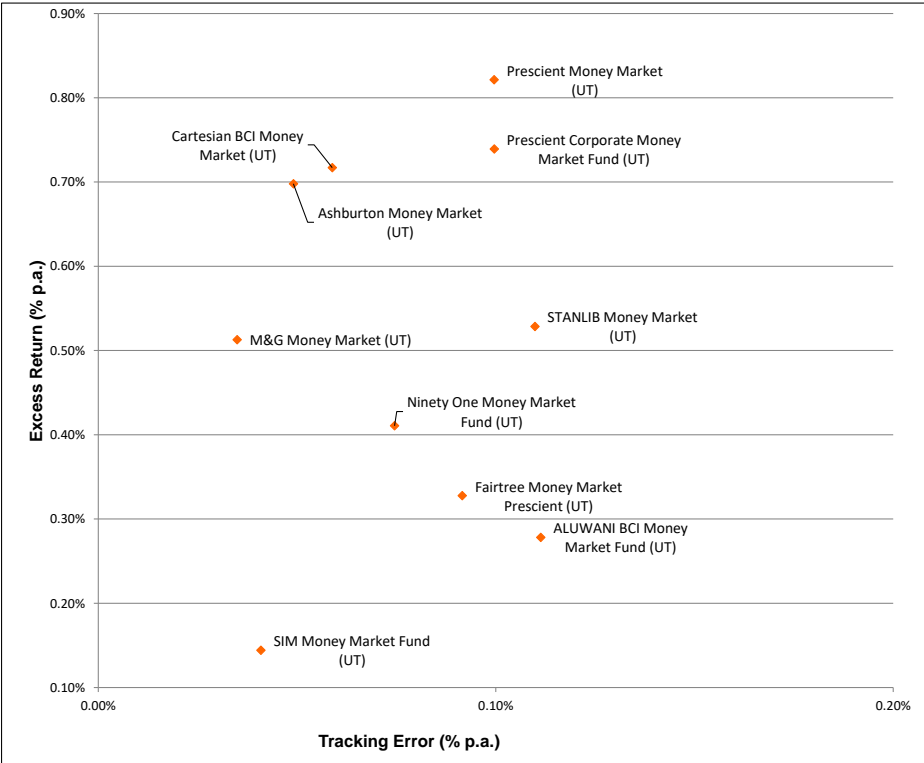 0.90%
Prescient Money Market
(UT)
0.80%
Cartesian BCI Money
Market (UT)
Prescient Corporate Money
Market Fund (UT)
0.70%
Ashburton Money Market
(UT)
0.60%
Excess Return (% p.a.)
STANLIB Money Market
(UT)
M&G Money Market (UT)
0.50%
Ninety One Money Market
Fund (UT)
0.40%
Fairtree Money Market
Prescient (UT)
0.30%
ALUWANI BCI Money
Market Fund (UT)
0.20%
SIM Money Market Fund
(UT)
0.10%
0.00%
0.10%
0.20%
Tracking Error (% p.a.)